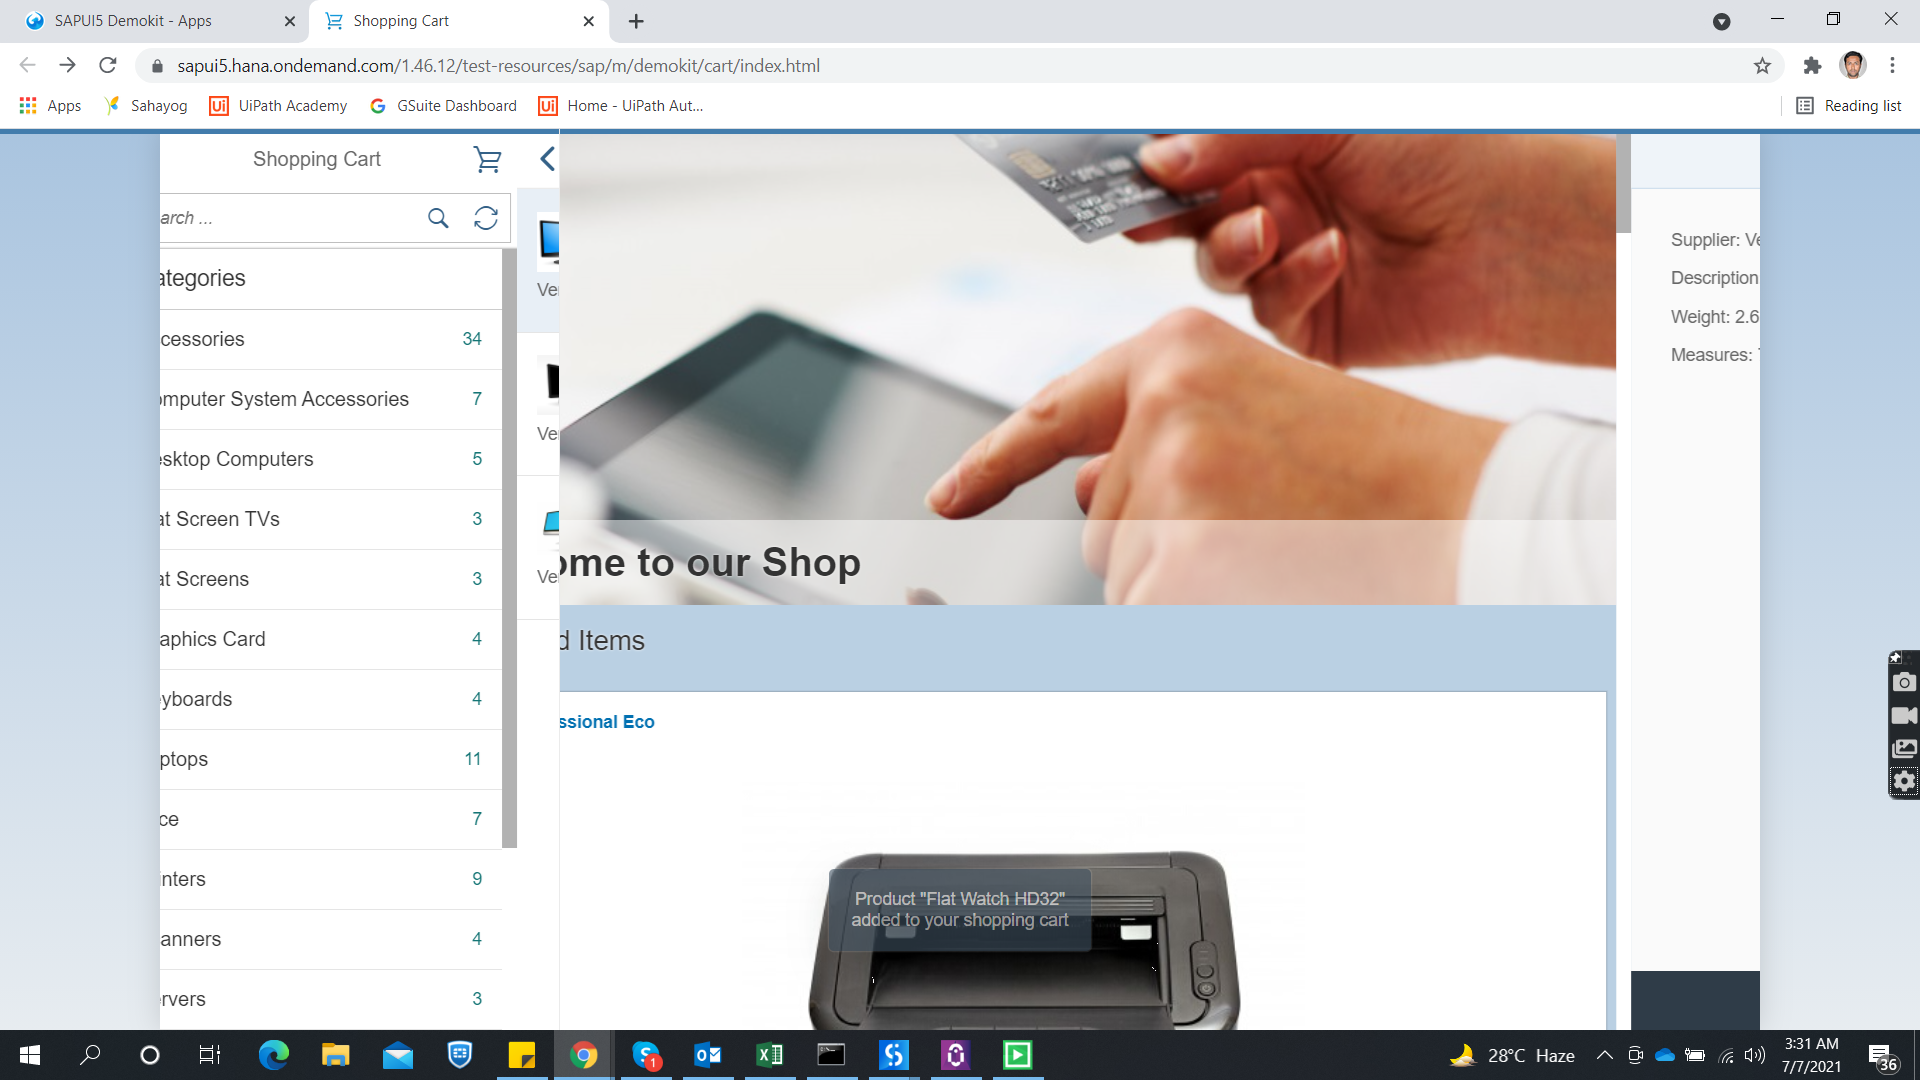 SAPUI5 Demokit - Apps
Shopping Cart
sapui5.hana.ondemand.com/1.46.12/test-resources/sap/m/demokit/cart/index.html
Apps
Sahayog
UiPath Academy
GSuite Dashboard
Home - UiPath Aut...
Reading list
Shopping Cart
arch ...
ategories
cessories 34
omputer System Accessories 7
esktop Computers 5
at Screen TVs 3
at Screens 3
aphics Card 4
yboards 4
ptops 11
ice 7
inters 9
anners 4
rvers 3
Ve
Ve
Ve
ome to our Shop
d Items
ssional Eco
Product "Flat Watch HD32"
added to your shopping cart
Supplier: Ve
Description
Weight: 2.6
Measures:
1
28°C Haze
3:31 AM
7/7/2021
36